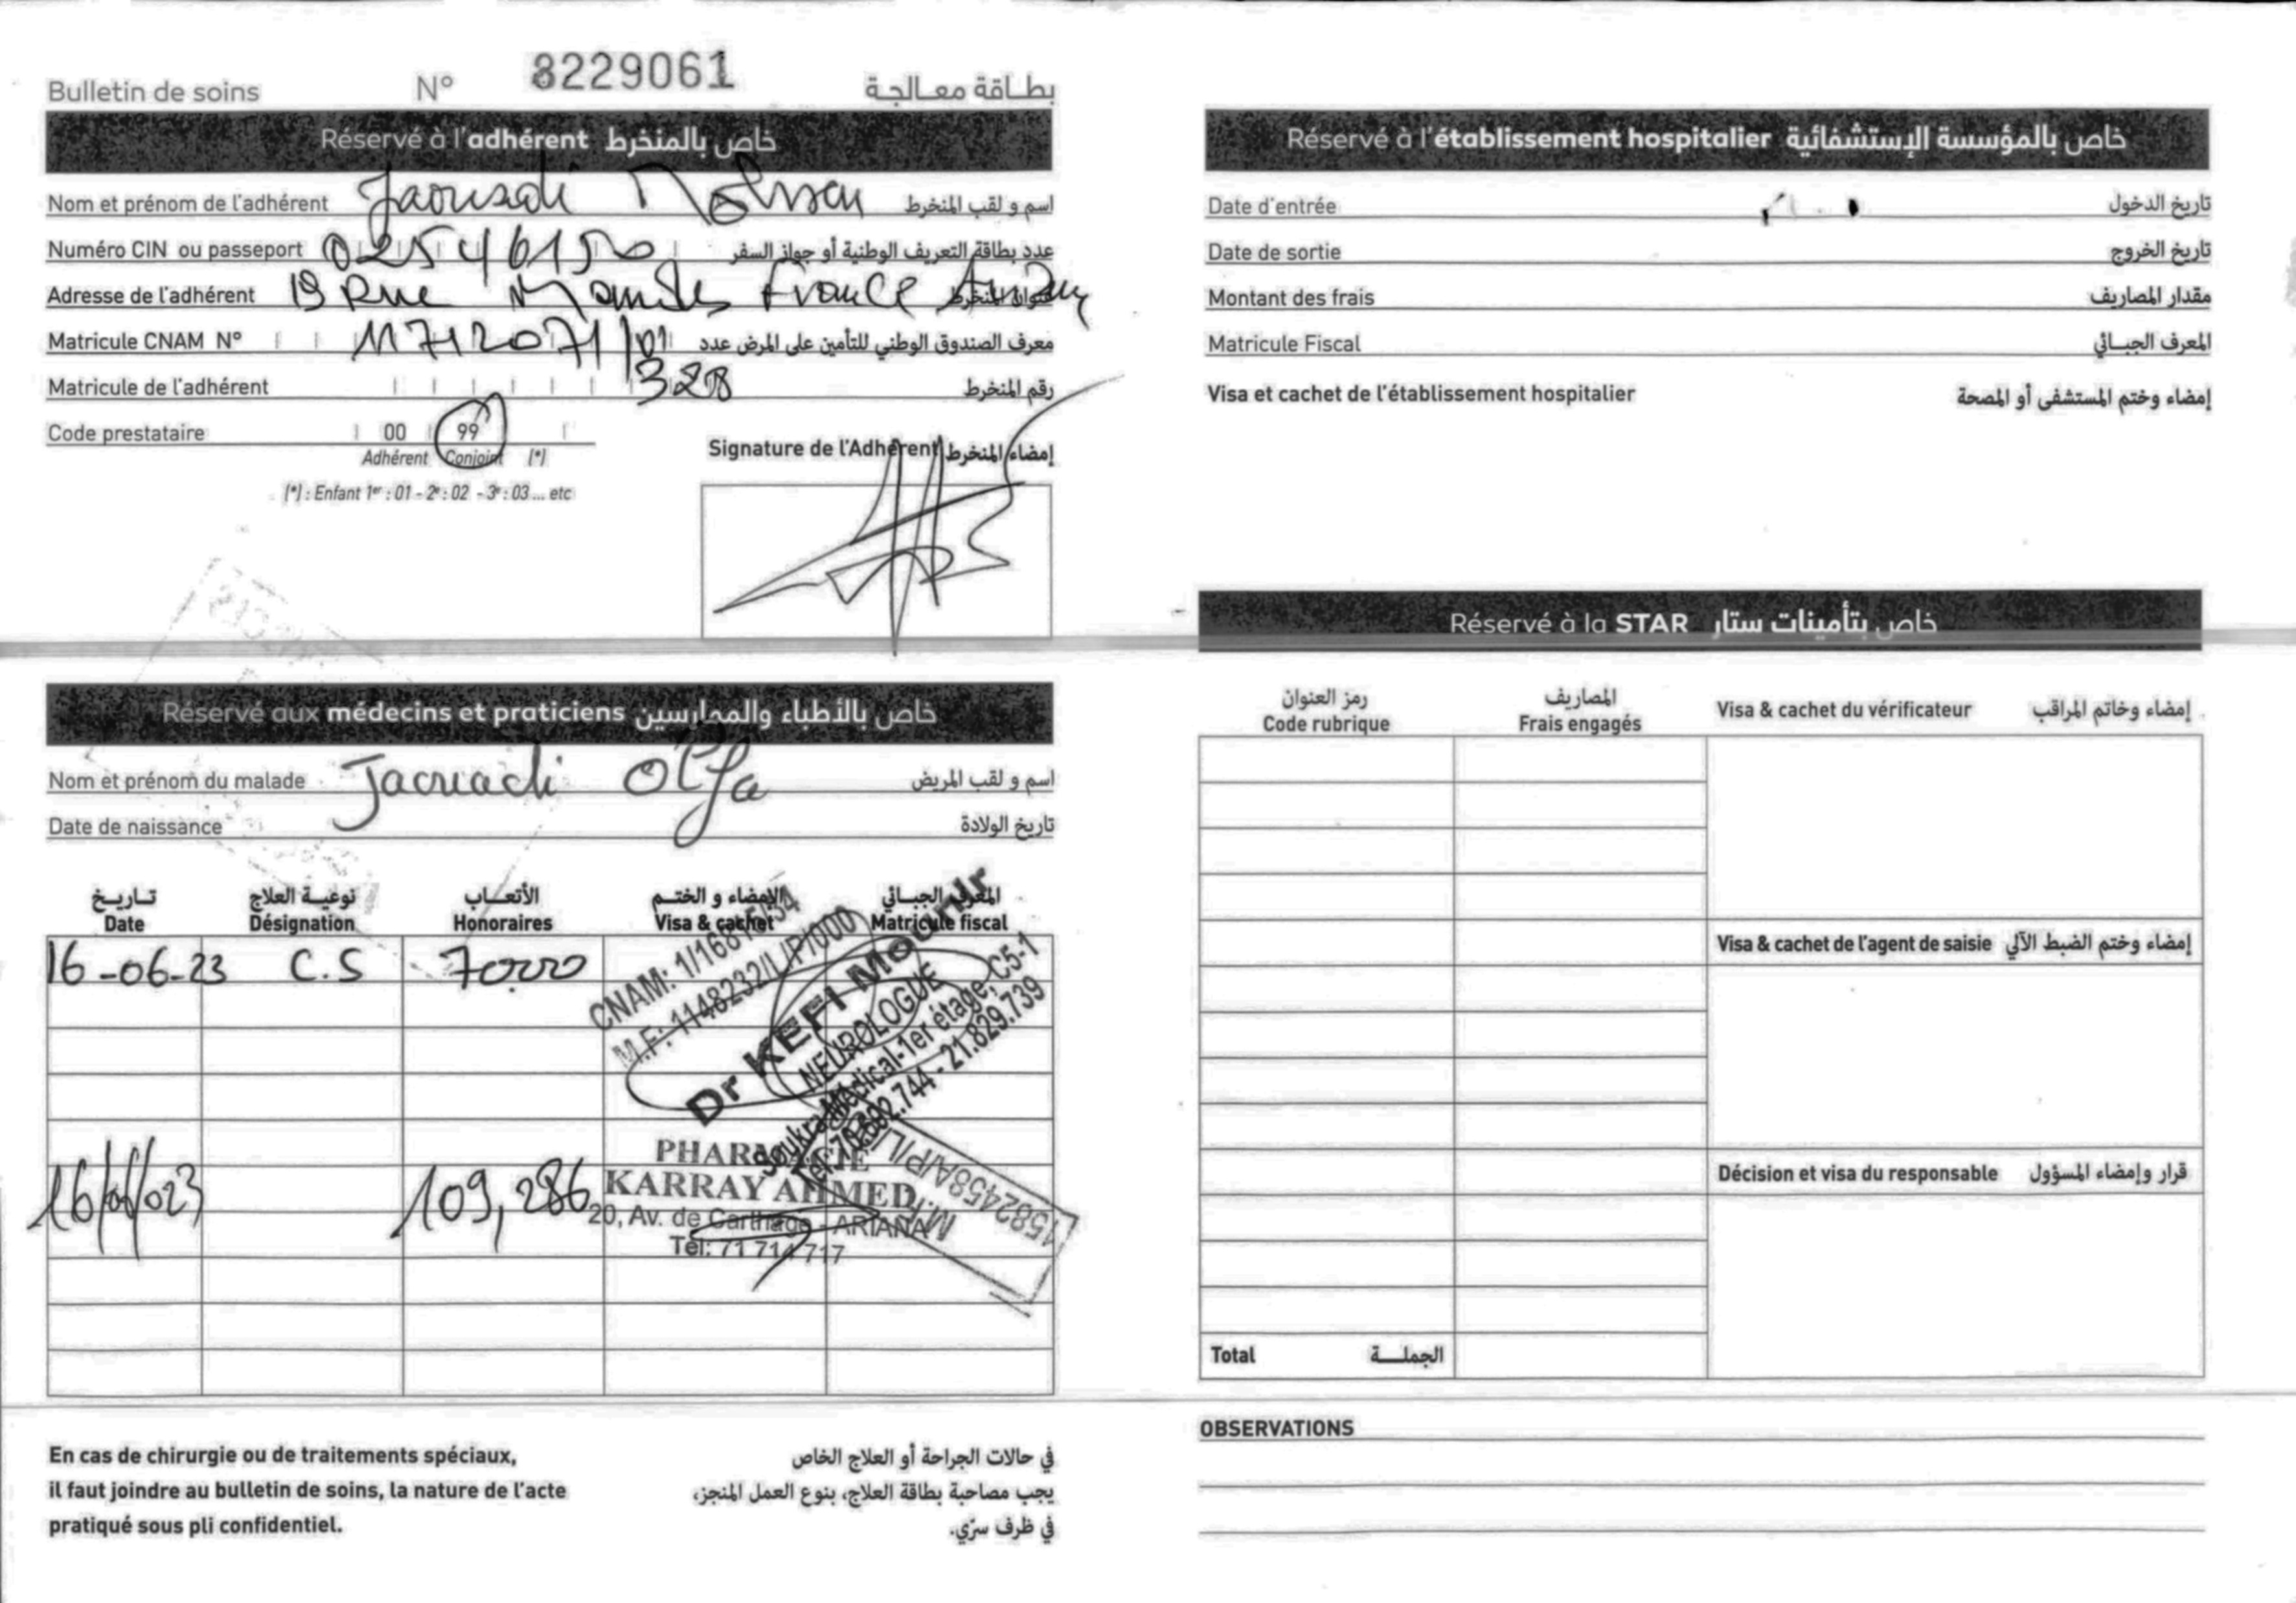 Bulletin de soins N° 8229061 بطاقة معالجة
Réservé à l'adhérent خاص بالمنخرط
Nom et prénom de l'adhérent Jaouadi اسم و لقب المنخرط
Numéro CIN ou passeport 02546150 عدد بطاقة التعريف الوطنية أو جواز السفر
Adresse de l'adhérent 19 Rue France عنوان المنخرط
Matricule CNAM N° 11712071/01 معرف الصندوق الوطني للتأمين على المرض عدد
Matricule de l'adhérent 328 رقم المنخرط
Code prestataire 00 99
Adhérent Conjoint (*)
(*) : Enfant 1er : 01 - 2e : 02 - 3e : 03 ... etc
Signature de l'Adhérent إمضاء المنخرط
Réservé aux médecins et praticiens خاص بالأطباء والممارسين
Nom et prénom du malade Jaouadi Olfa اسم و لقب المريض
Date de naissance تاريخ الولادة
تاريخ نوعية العلاج الأتعاب الإمضاء و الختم المعرف الجبائي
Date Désignation Honoraires Visa & cachet Matricule fiscal
16-06-23 C.S 70,000
CNAM:
M.F: 1148232/L/P/000
Dr KEFI Mounir
NEUROLOGUE
Soukra Médical-1er étage, C5-1
Tél: 70.692.744 - 21.829.739
16/06/023 109,286
PHARMACIE
KARRAY AHMED
20, Av. de Carthage - ARIANA
Tél: 71 714 717
M.F. 1582458A/P/L/
En cas de chirurgie ou de traitements spéciaux,
il faut joindre au bulletin de soins, la nature de l'acte
pratiqué sous pli confidentiel.
في حالات الجراحة أو العلاج الخاص
يجب مصاحبة بطاقة العلاج، بنوع العمل المنجز،
في ظرف سرّي.
Réservé à l'établissement hospitalier خاص بالمؤسسة الإستشفائية
Date d'entrée تاريخ الدخول
Date de sortie تاريخ الخروج
Montant des frais مقدار المصاريف
Matricule Fiscal المعرف الجبائي
Visa et cachet de l'établissement hospitalier إمضاء وختم المستشفى أو المصحة
Réservé à la STAR خاص بتأمينات ستار
رمز العنوان المصاريف
Code rubrique Frais engagés Visa & cachet du vérificateur إمضاء وخاتم المراقب
Visa & cachet de l'agent de saisie إمضاء وختم الضبط الآلي
Décision et visa du responsable قرار وإمضاء المسؤول
Total الجملة
OBSERVATIONS